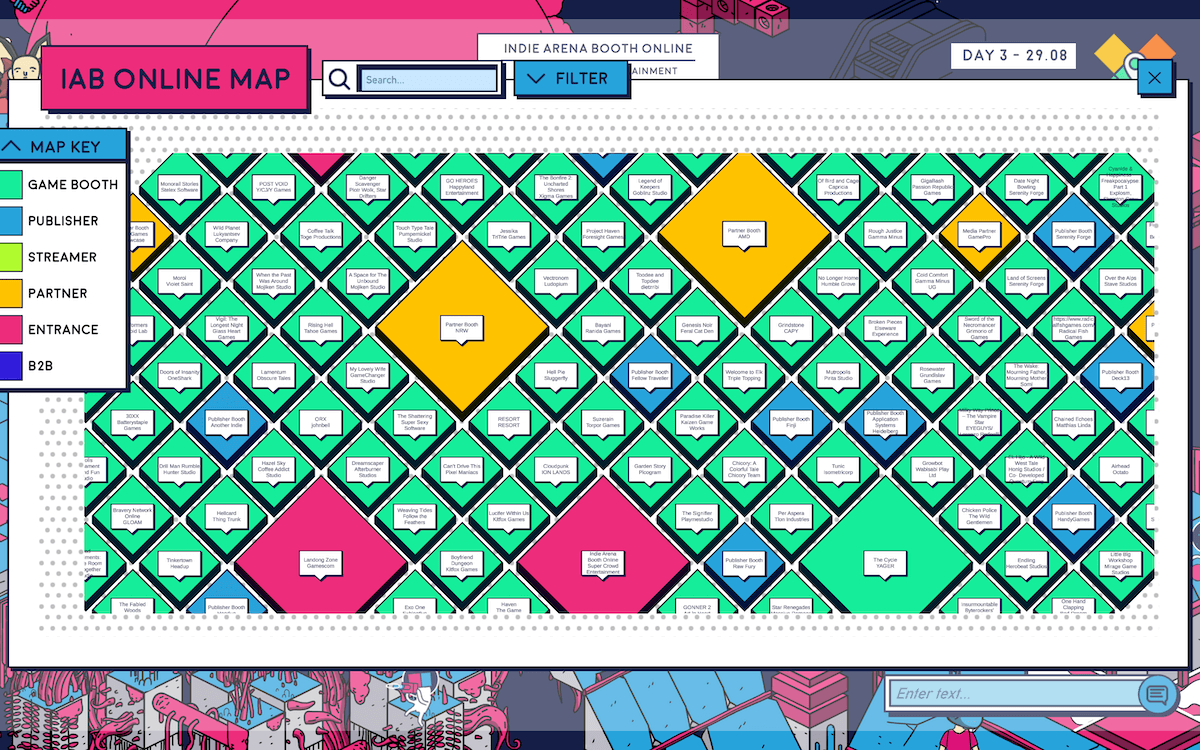 INDIE ARENA BOOTH ONLINE
AINMENT
DAY 3 - 29.08
IAB ONLINE MAP
Search...
FILTER
MAP KEY
GAME BOOTH
PUBLISHER
STREAMER
PARTNER
ENTRANCE
B2B
Monorail Stories
Stelex Software
POST VOID
YCJY Games
Danger
Scavenger
Piotr Wolk, Star
Drifters
GO HEROES
Happyland
Entertainment
The Bonfire 2:
Uncharted
Shores
Xigma Games
Legend of
Keepers
Goblinz Studio
Of Bird and Cage
Capricia
Productions
Gigaflash
Passion Republic
Games
Date Night
Bowling
Serenity Forge
Freakpocalypse
Part 1
Explosm,
Wild Planet
Lukyantsev
Company
Coffee Talk
Toge Productions
Touch Type Tale
Pumpernickel
Studio
Jessika
TriTrie Games
Project Haven
Foresight Games
Partner Booth
AMD
Rough Justice
Gamma Minus
Media Partner
GamePro
Publisher Booth
Serenity Forge
Moroi
Violet Saint
When the Past
Was Around
Mojiken Studio
A Space for The
Unbound
Mojiken Studio
Vectronom
Ludopium
Tondee and
Topdee
dietzribi
No Longer Home
Humble Grove
Cold Comfort
Gamma Minus
UG
Land of Screens
Serenity Forge
Over the Alps
Stave Studios
Vigil: The
Longest Night
Glass Heart
Games
Rising Hell
Tahoe Games
Partner Booth
NRW
Bayani
Ranida Games
Genesis Noir
Feral Cat Den
Grindstone
CAPY
Broken Pieces
Elseware
Experience
Sword of the
Necromancer
Grimorio of
Games
Radical Fish
Games
Doors of Insanity
OneShark
Lamentum
Obscure Tales
My Lovely Wife
GameChanger
Studio
Hell Pie
Sluggerfly
Publisher Booth
Fellow Traveller
Welcome to Elk
Triple Topping
Mutropolis
Pirita Studio
Rosewater
Grundislav
Games
The Wake:
Mourning Father,
Mourning Mother
Somi
Publisher Booth
Deck13
30XX
Batterystaple
Games
Publisher Booth
Another Indie
ORX
johnbell
The Shattering
Super Sexy
Software
RESORT
RESORT
Surerain
Torpor Games
Paradise Killer
Kaizen Game
Works
Publisher Booth
Finji
Publisher Booth
Application
Systems
Heidelberg
Milky Way Prince
- The Vampire
Star
EYEGUYS/
Chained Echoes
Matthias Linda
Drill Man Rumble
Hunter Studio
Hazel Sky
Coffee Addict
Studio
Dreamscaper
Afterburner
Studios
Can't Drive This
Pixel Maniacs
Cloudpunk
ION LANDS
Garden Story
Picogram
Chicory: A
Colorful Tale
Chicory Team
Tunic
Isometricorp
Growbot
Wabisabi Play
Ltd
West Tale
Honig Studios /
Co- Developed
Airhead
Octato
Bravery Network
Online
GLOAM
Hellcard
Thing Trunk
Weaving Tides
Follow the
Feathers
Lucifer Within Us
Kitfox Games
The Signifier
Playmestudio
Per Aspera
Tlon Industries
Chicken Police
The Wild
Gentlemen
Publisher Booth
HandyGames
Tinkertown
Headup
Landing Zone
Gamescom
Boyfriend
Dungeon
Kitfox Games
Indie Arena
Booth Online
Super Crowd
Entertainment
Publisher Booth
Raw Fury
The Cycle
YAGER
Ending
Herobeat Studios
Little Big
Workshop
Mirage Game
Studios
The Fabled
Woods
Publisher Booth
Exo One
Haven
The Game
GONNER 2
Star Renegades
Insurmountable
Byterockers'
One Hand
Clapping
Enter text...